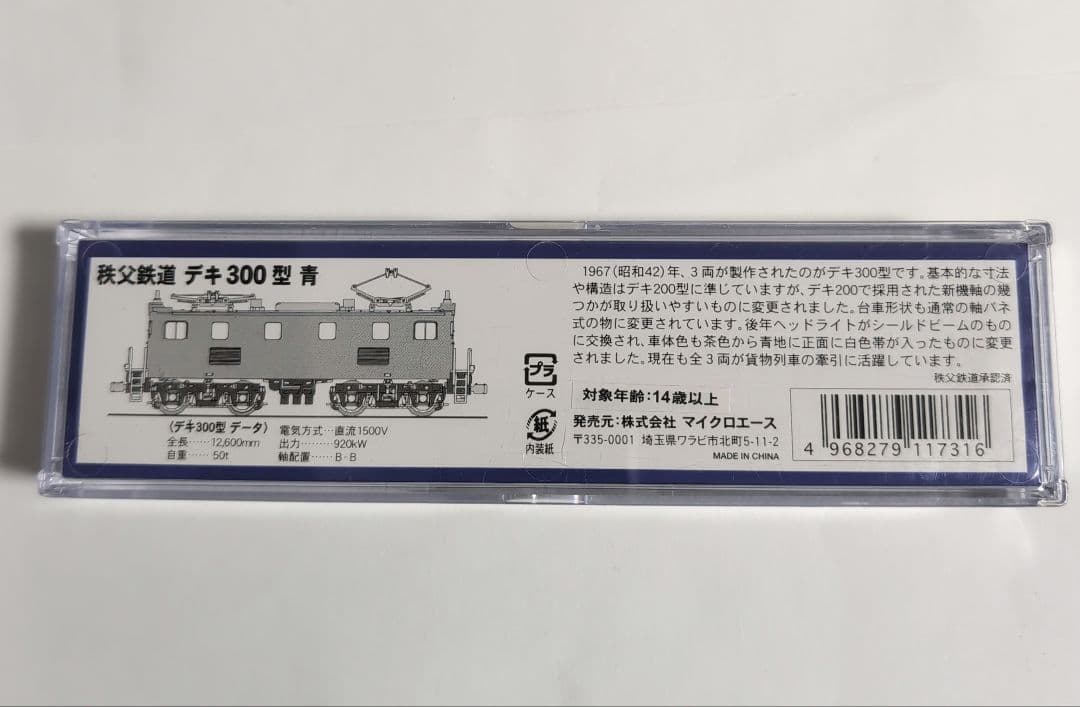 秩父鉄道 デキ300型 青
〈デキ300型 データ〉
全長……12,600mm
自重…… 50t
電気方式…直流1500V
出力………920kW
軸配置……B-B
1967(昭和42)年、3両が製作されたのがデキ300型です。基本的な寸法
や構造はデキ200型に準じていますが、デキ200で採用された新機軸の幾
つかが取り扱いやすいものに変更されました。台車形状も通常の軸バネ
式の物に変更されています。後年ヘッドライトがシールドビームのもの
に交換され、車体色も茶色から青地に正面に白色帯が入ったものに変更
されました。現在も全3両が貨物列車の牽引に活躍しています。
秩父鉄道承認済
プラ
ケース
紙
内装紙
対象年齢:14歳以上
発売元:株式会社 マイクロエース
〒335-0001 埼玉県ワラビ市北町5-11-2
MADE IN CHINA
4 968279 117316